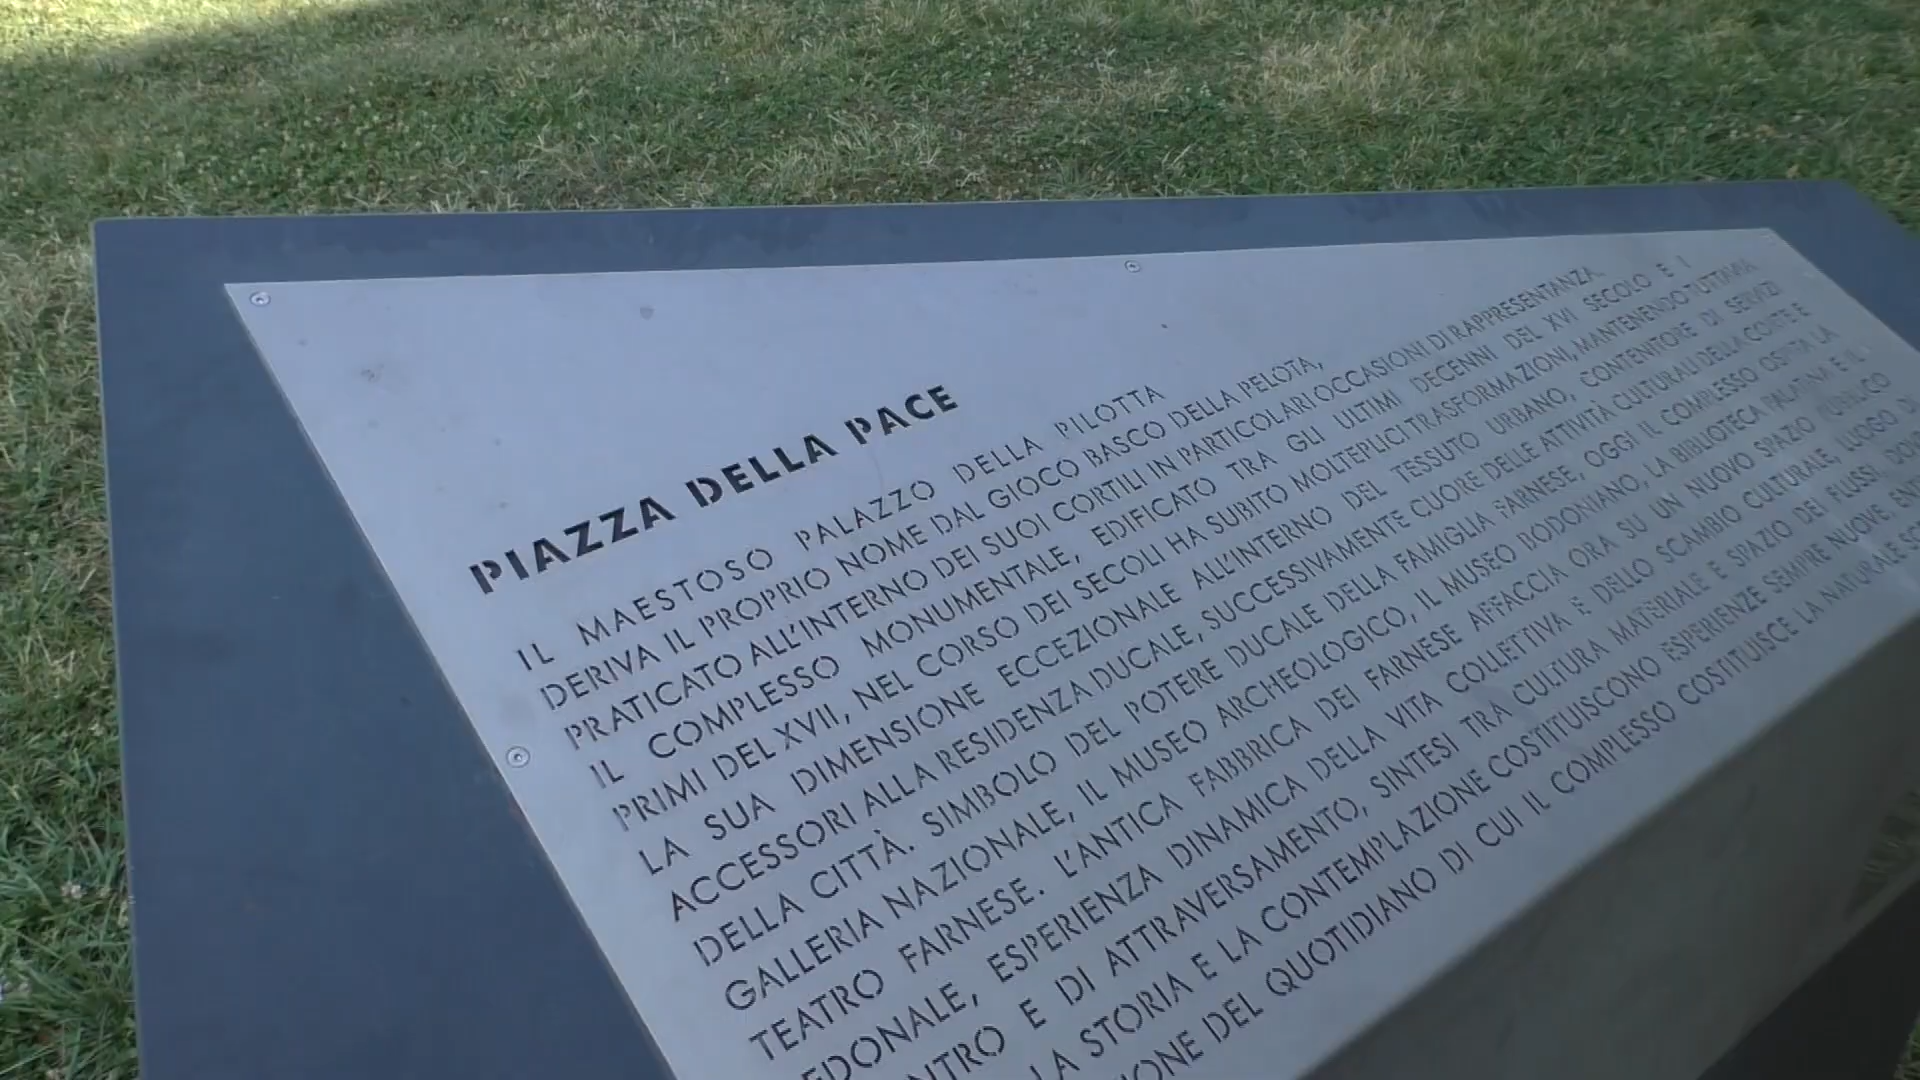 PIAZZA DELLA PACE
IL MAESTOSO PALAZZO DELLA PILOTTA
DERIVA IL PROPRIO NOME DAL GIOCO BASCO DELLA PELOTA,
PRATICATO ALL'INTERNO DEI SUOI CORTILI IN PARTICOLARI OCCASIONI DI RAPPRESENTANZA.
IL COMPLESSO MONUMENTALE, EDIFICATO TRA GLI ULTIMI DECENNI DEL XVI SECOLO E I
PRIMI DEL XVII, NEL CORSO DEI SECOLI HA SUBITO MOLTEPLICI TRASFORMAZIONI, MANTENENDO TUTTAVIA
LA SUA DIMENSIONE ECCEZIONALE ALL'INTERNO DEL TESSUTO URBANO, CONTENITORE DI SERVIZI
ACCESSORI ALLA RESIDENZA DUCALE, SUCCESSIVAMENTE CUORE DELLE ATTIVITÀ CULTURALI DELLA CORTE E
DELLA CITTÀ. SIMBOLO DEL POTERE DUCALE DELLA FAMIGLIA FARNESE, OGGI IL COMPLESSO OSPITA LA
GALLERIA NAZIONALE, IL MUSEO ARCHEOLOGICO, IL MUSEO BODONIANO, LA BIBLIOTECA PALATINA E IL
TEATRO FARNESE. L'ANTICA FABBRICA DEI FARNESE AFFACCIA ORA SU UN NUOVO SPAZIO PUBBLICO
EDONALE, ESPERIENZA DINAMICA DELLA VITA COLLETTIVA E DELLO SCAMBIO CULTURALE, LUOGO DI
NTRO E DI ATTRAVERSAMENTO, SINTESI TRA CULTURA MATERIALE E SPAZIO DEI FLUSSI, DOV
LA STORIA E LA CONTEMPLAZIONE COSTITUISCONO ESPERIENZE SEMPRE NUOVE, ENT
IONE DEL QUOTIDIANO DI CUI IL COMPLESSO COSTITUISCE LA NATURALE SC